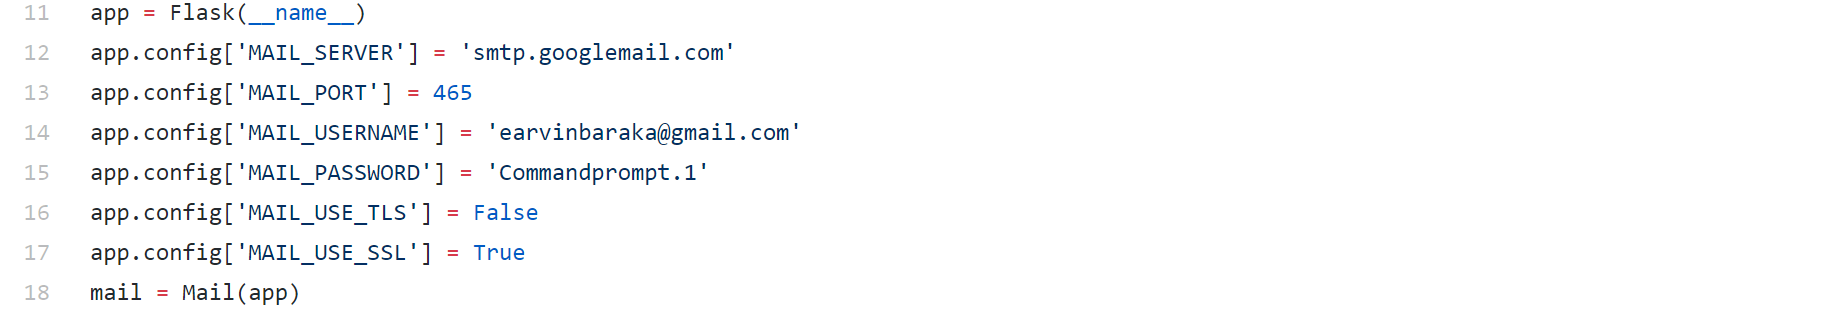 11 app = Flask(__name__)
12 app.config['MAIL_SERVER'] = 'smtp.googlemail.com'
13 app.config['MAIL_PORT'] = 465
14 app.config['MAIL_USERNAME'] = 'earvinbaraka@gmail.com'
15 app.config['MAIL_PASSWORD'] = 'Commandprompt.1'
16 app.config['MAIL_USE_TLS'] = False
17 app.config['MAIL_USE_SSL'] = True
18 mail = Mail(app)